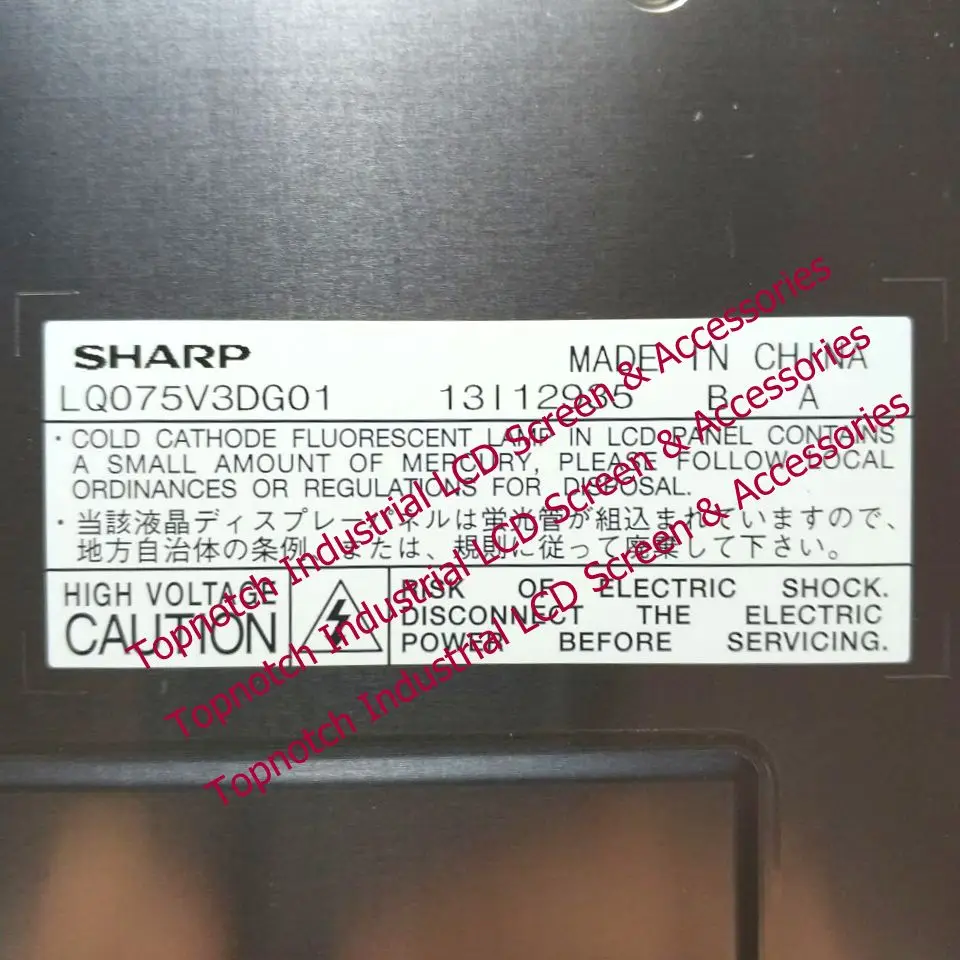 SHARP MADE IN CHINA
LQ075V3DG01 13I12935 B A
・COLD CATHODE FLUORESCENT LAMP IN LCD PANEL CONTAINS
A SMALL AMOUNT OF MERCURY, PLEASE FOLLOW LOCAL
ORDINANCES OR REGULATIONS FOR DISPOSAL.
・当該液晶ディスプレーパネルは蛍光管が組込まれていますので、
地方自治体の条例、または、規則に従って廃棄して下さい。
HIGH VOLTAGE
CAUTION
RISK OF ELECTRIC SHOCK.
DISCONNECT THE ELECTRIC
POWER BEFORE SERVICING.
Topnotch Industrial LCD Screen & Accessories
Topnotch Industrial LCD Screen & Accessories
Topnotch Industrial LCD Screen & Accessories